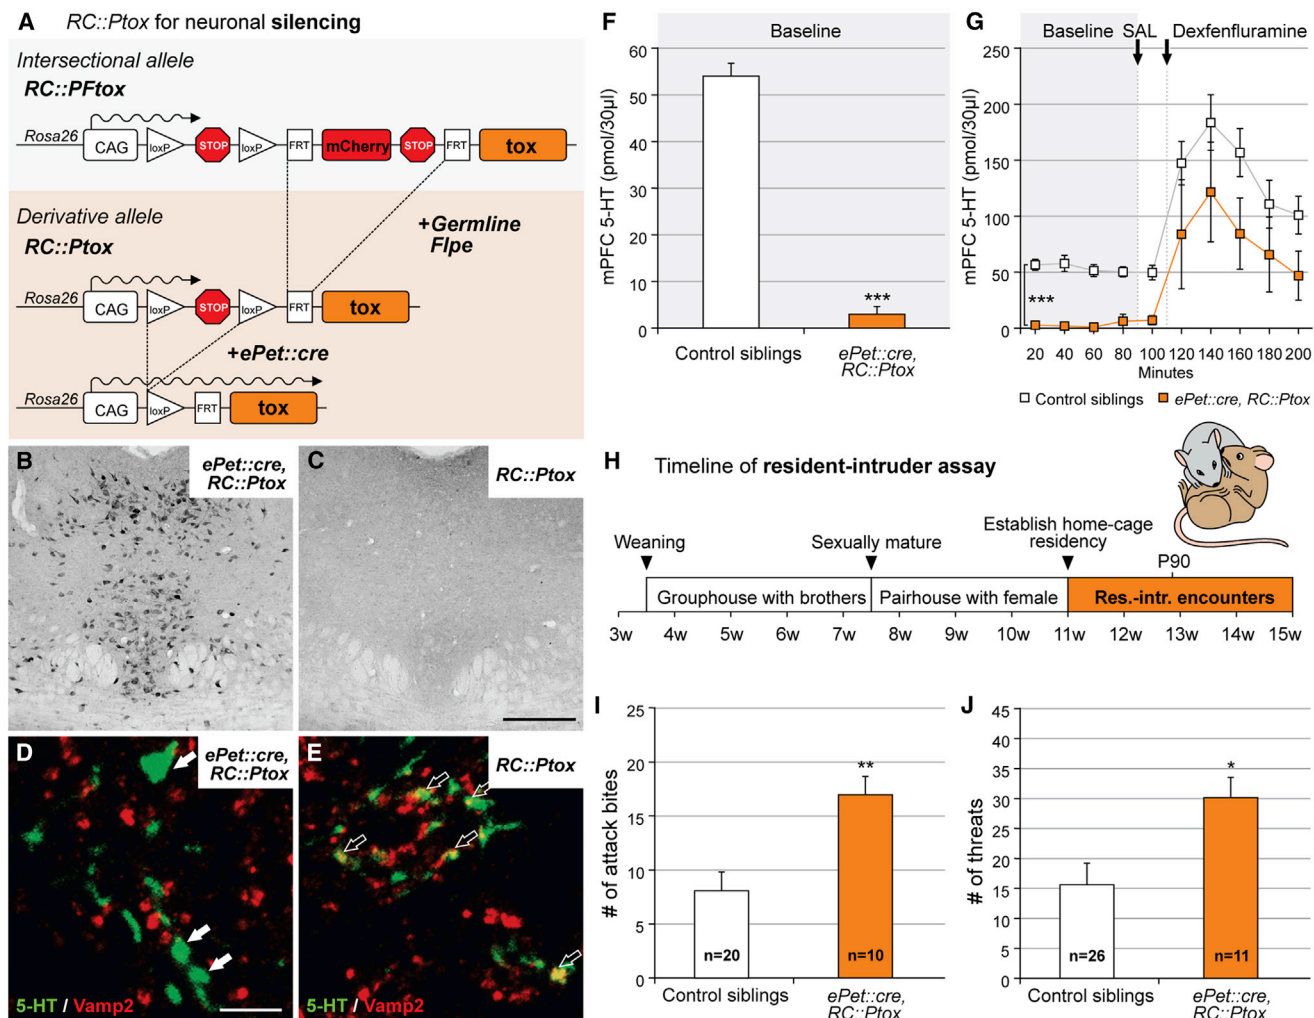 A RC::Ptox for neuronal silencing
Intersectional allele
RC::PFtox
Rosa26 CAG loxP STOP loxP FRT mCherry STOP FRT tox
Derivative allele
RC::Ptox
+Germline
Flpe
Rosa26 CAG loxP STOP loxP FRT tox
+ePet::cre
Rosa26 CAG loxP FRT tox
B ePet::cre,
RC::Ptox
C RC::Ptox
D ePet::cre,
RC::Ptox
5-HT / Vamp2
E RC::Ptox
5-HT / Vamp2
F Baseline
mPFC 5-HT (pmol/30µl)
60
50
40
30
20
10
0
***
Control siblings
ePet::cre,
RC::Ptox
G Baseline SAL Dexfenfluramine
mPFC 5-HT (pmol/30µl)
250
200
150
100
50
0
***
20 40 60 80 100 120 140 160 180 200
Minutes
Control siblings ePet::cre, RC::Ptox
H Timeline of resident-intruder assay
Weaning
Sexually mature
Establish home-cage
residency
P90
Grouphouse with brothers Pairhouse with female Res.-intr. encounters
3w 4w 5w 6w 7w 8w 9w 10w 11w 12w 13w 14w 15w
I
# of attack bites
25
20
15
10
5
0
**
n=20 n=10
Control siblings
ePet::cre,
RC::Ptox
J
# of threats
45
40
35
30
25
20
15
10
5
0
*
n=26 n=11
Control siblings
ePet::cre,
RC::Ptox